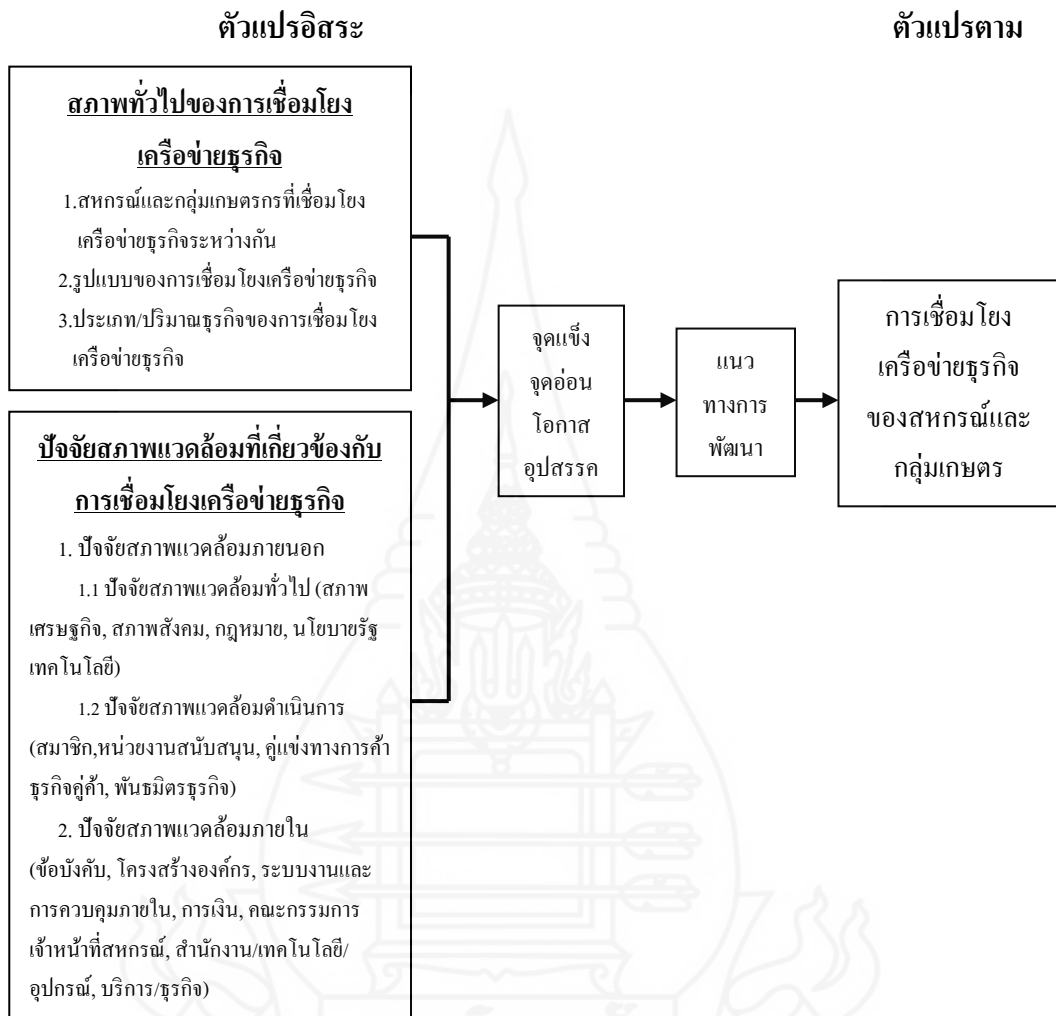 ตัวแปรอิสระ
ตัวแปรตาม
สภาพทั่วไปของการเชื่อมโยง
เครือข่ายธุรกิจ
1.สหกรณ์และกลุ่มเกษตรกรที่เชื่อมโยง
เครือข่ายธุรกิจระหว่างกัน
2.รูปแบบของการเชื่อมโยงเครือข่ายธุรกิจ
3.ประเภท/ปริมาณธุรกิจของการเชื่อมโยง
เครือข่ายธุรกิจ
ปัจจัยสภาพแวดล้อมที่เกี่ยวข้องกับ
การเชื่อมโยงเครือข่ายธุรกิจ
1. ปัจจัยสภาพแวดล้อมภายนอก
1.1 ปัจจัยสภาพแวดล้อมทั่วไป (สภาพ
เศรษฐกิจ, สภาพสังคม, กฎหมาย, นโยบายรัฐ
เทคโนโลยี)
1.2 ปัจจัยสภาพแวดล้อมดำเนินการ
(สมาชิก,หน่วยงานสนับสนุน, คู่แข่งทางการค้า
ธุรกิจคู่ค้า, พันธมิตรธุรกิจ)
2. ปัจจัยสภาพแวดล้อมภายใน
(ข้อบังคับ, โครงสร้างองค์กร, ระบบงานและ
การควบคุมภายใน, การเงิน, คณะกรรมการ
เจ้าหน้าที่สหกรณ์, สำนักงาน/เทคโนโลยี/
อุปกรณ์, บริการ/ธุรกิจ)
จุดแข็ง
จุดอ่อน
โอกาส
อุปสรรค
แนว
ทางการ
พัฒนา
การเชื่อมโยง
เครือข่ายธุรกิจ
ของสหกรณ์และ
กลุ่มเกษตร